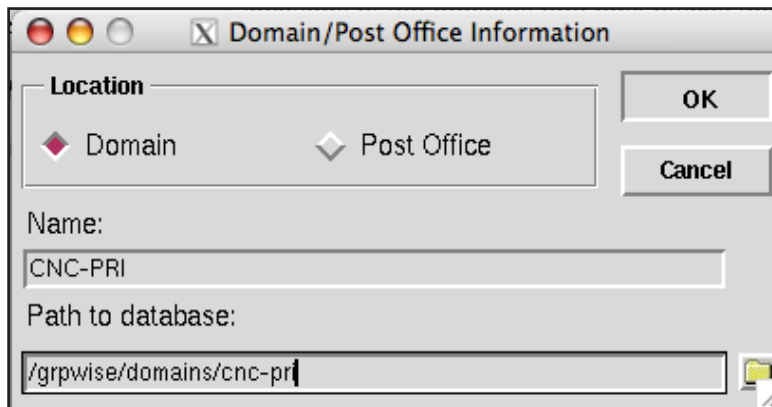 Domain/Post Office Information
Location
OK
Domain Post Office
Cancel
Name:
CNC-PRI
Path to database:
/grpwise/domains/cnc-pri